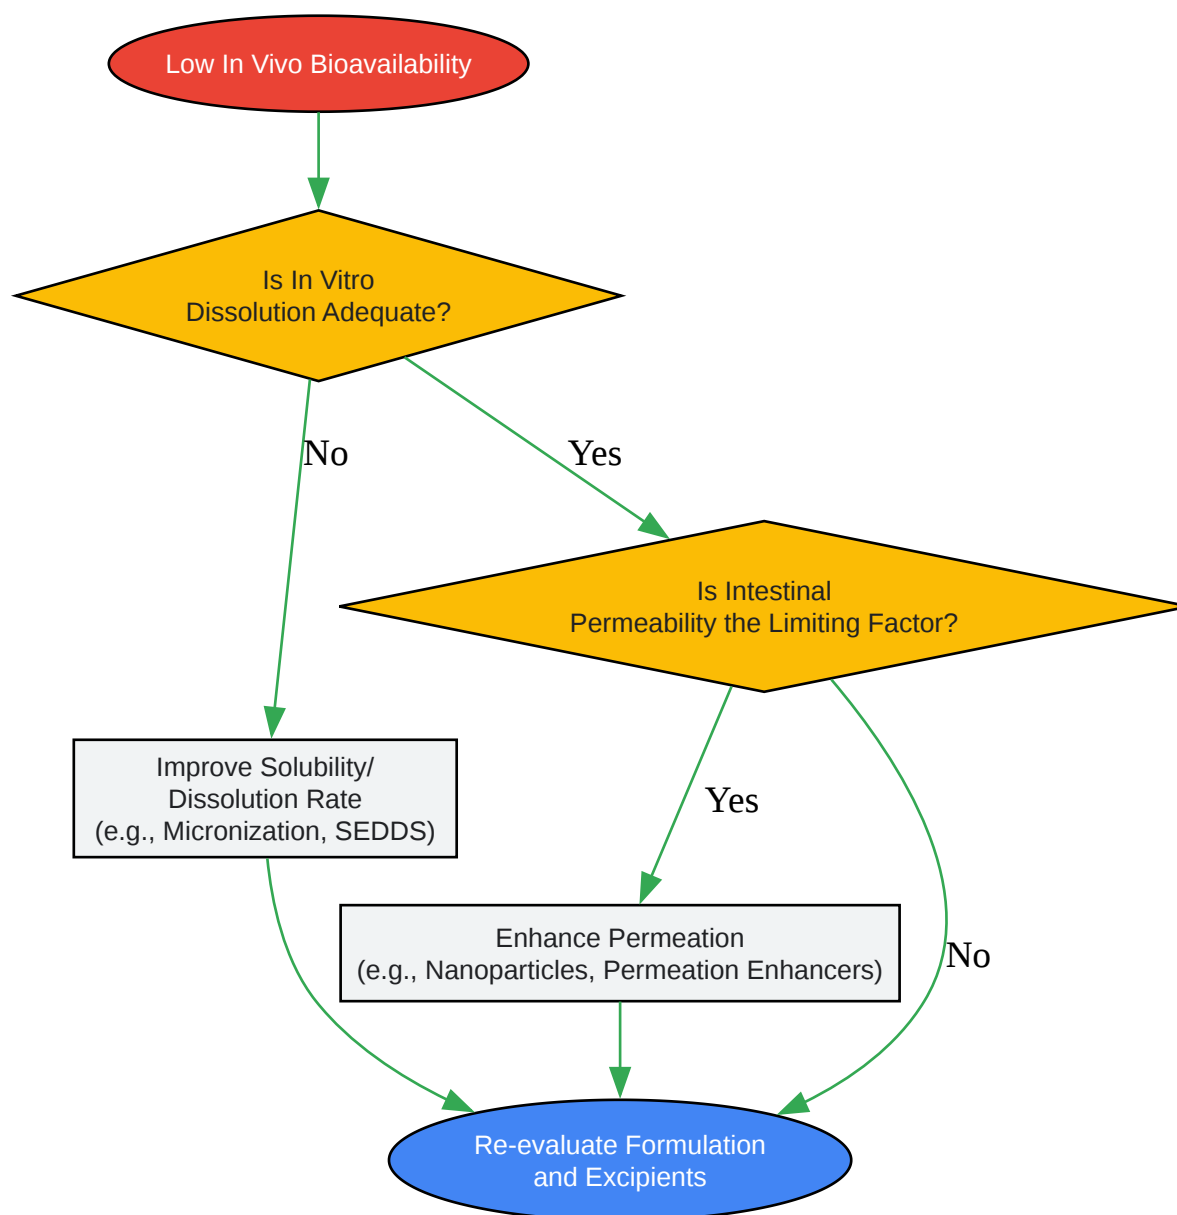 Low In Vivo Bioavailability
Is In Vitro
Dissolution Adequate?
No
Yes
Is Intestinal
Permeability the Limiting Factor?
Improve Solubility/
Dissolution Rate
(e.g., Micronization, SEDDS)
Yes
Enhance Permeation
(e.g., Nanoparticles, Permeation Enhancers)
No
Re-evaluate Formulation
and Excipients